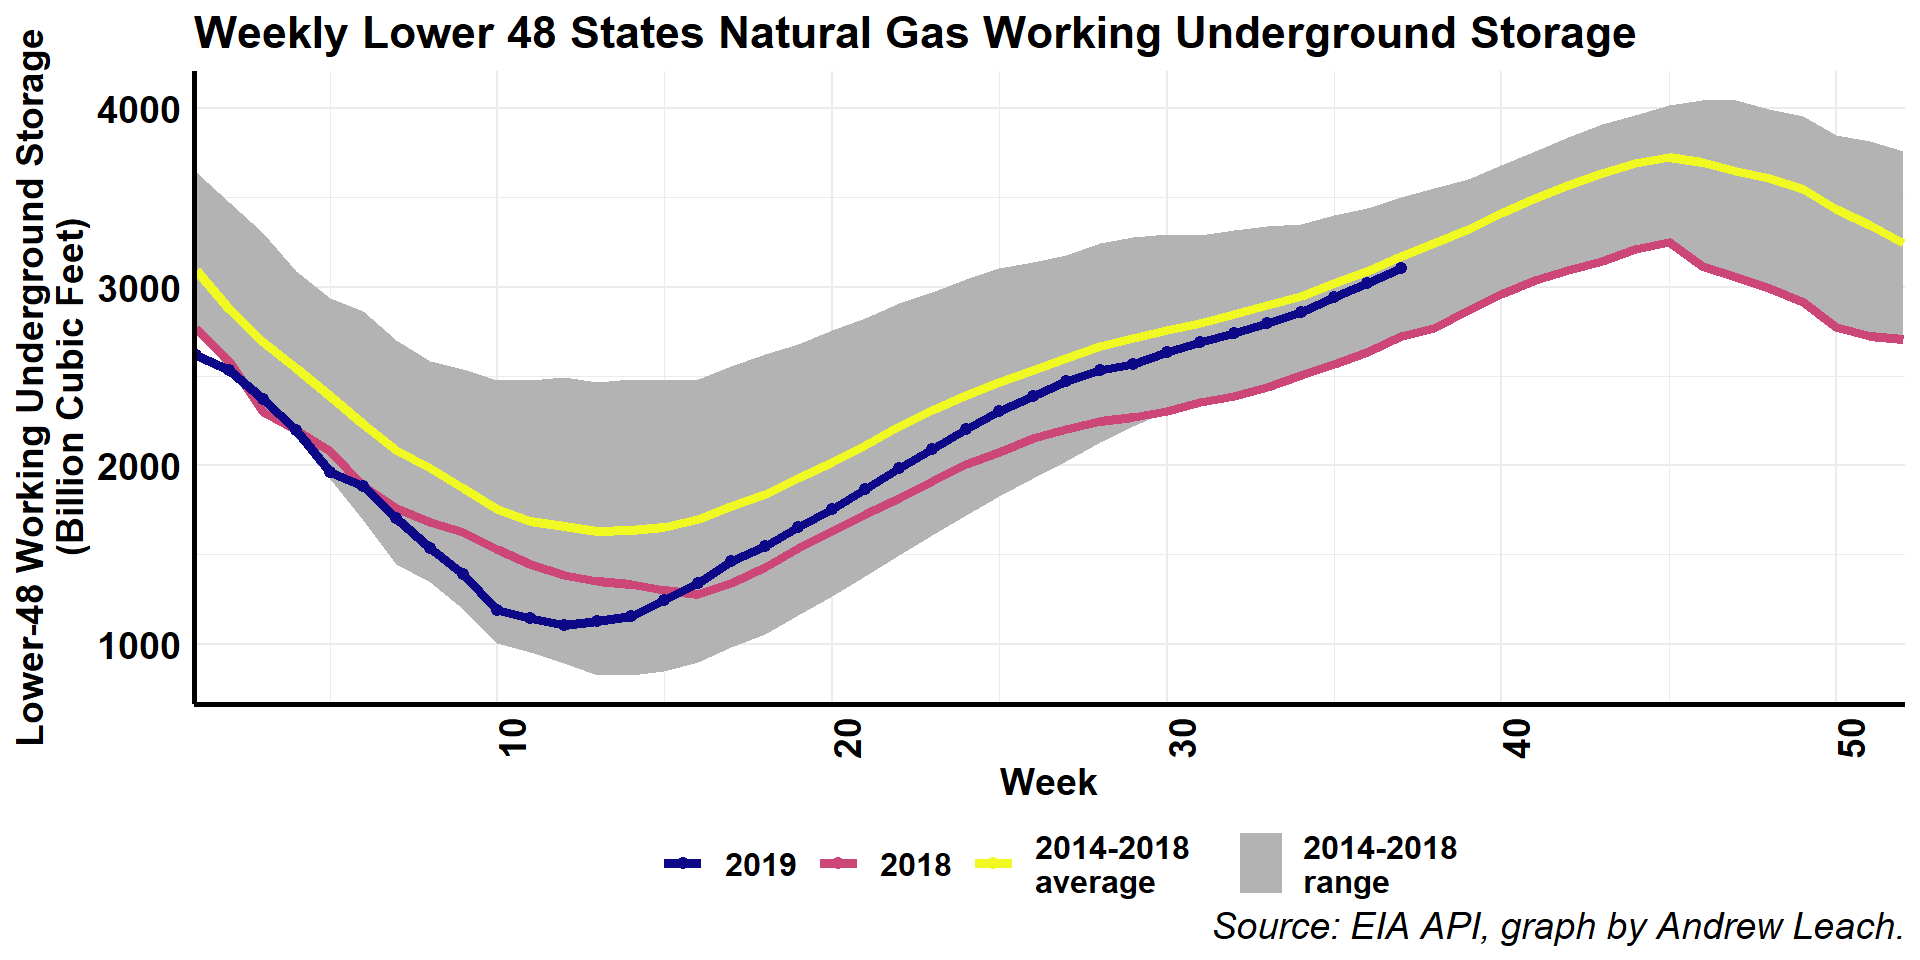 Weekly Lower 48 States Natural Gas Working Underground Storage
Lower-48 Working Underground Storage
(Billion Cubic Feet)
4000
3000
2000
1000
10
20
30
40
50
Week
2019
2018
2014-2018
average
2014-2018
range
Source: EIA API, graph by Andrew Leach.